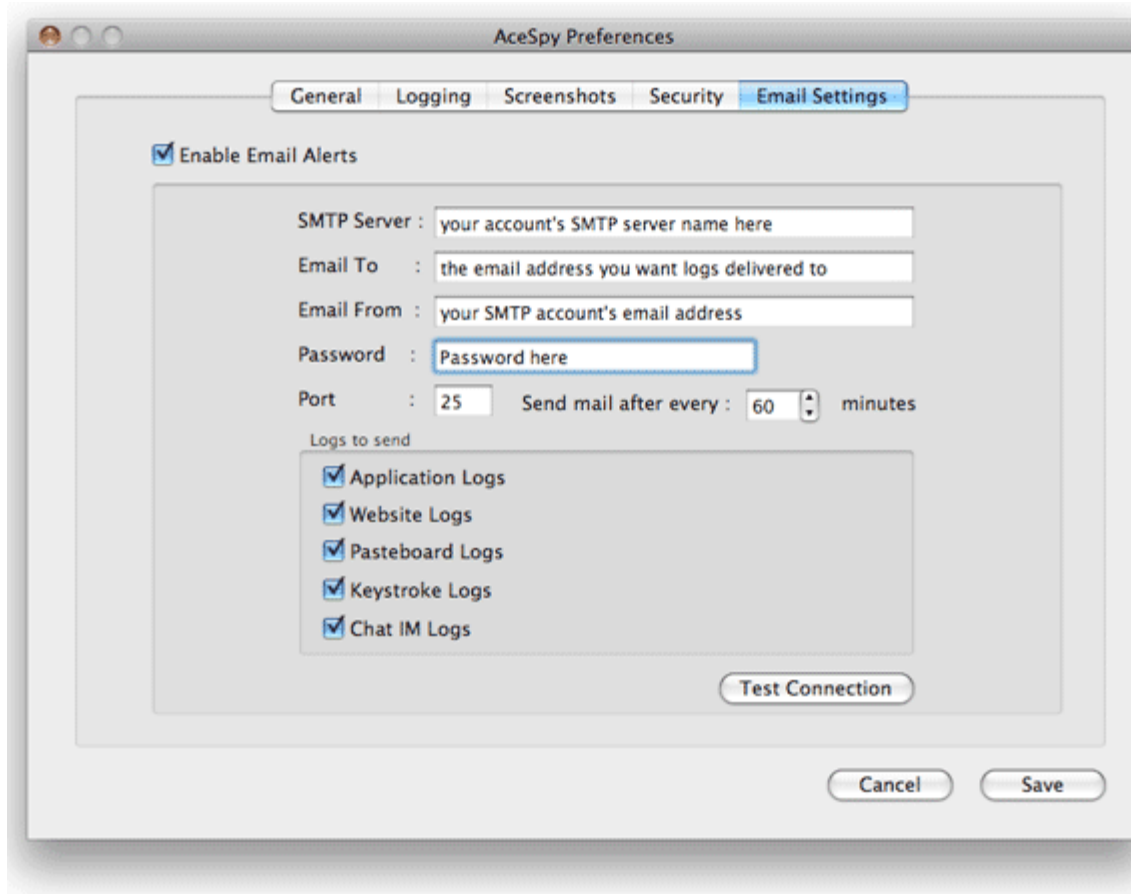 AceSpy Preferences
General Logging Screenshots Security Email Settings
Enable Email Alerts
SMTP Server : your account's SMTP server name here
Email To : the email address you want logs delivered to
Email From : your SMTP account's email address
Password : Password here
Port : 25 Send mail after every : 60 minutes
Logs to send
Application Logs
Website Logs
Pasteboard Logs
Keystroke Logs
Chat IM Logs
Test Connection
Cancel Save